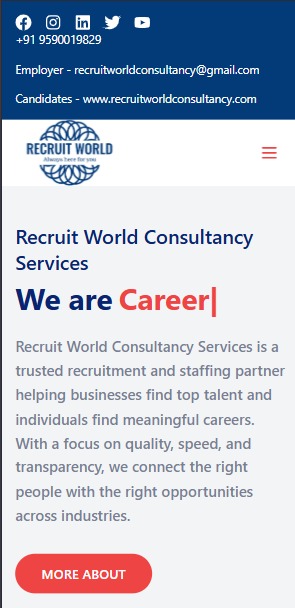 +91 9590019829
Employer - recruitworldconsultancy@gmail.com
Candidates - www.recruitworldconsultancy.com
RECRUIT WORLD
Always here for you
Recruit World Consultancy
Services
We are Career|
Recruit World Consultancy Services is a
trusted recruitment and staffing partner
helping businesses find top talent and
individuals find meaningful careers.
With a focus on quality, speed, and
transparency, we connect the right
people with the right opportunities
across industries.
MORE ABOUT